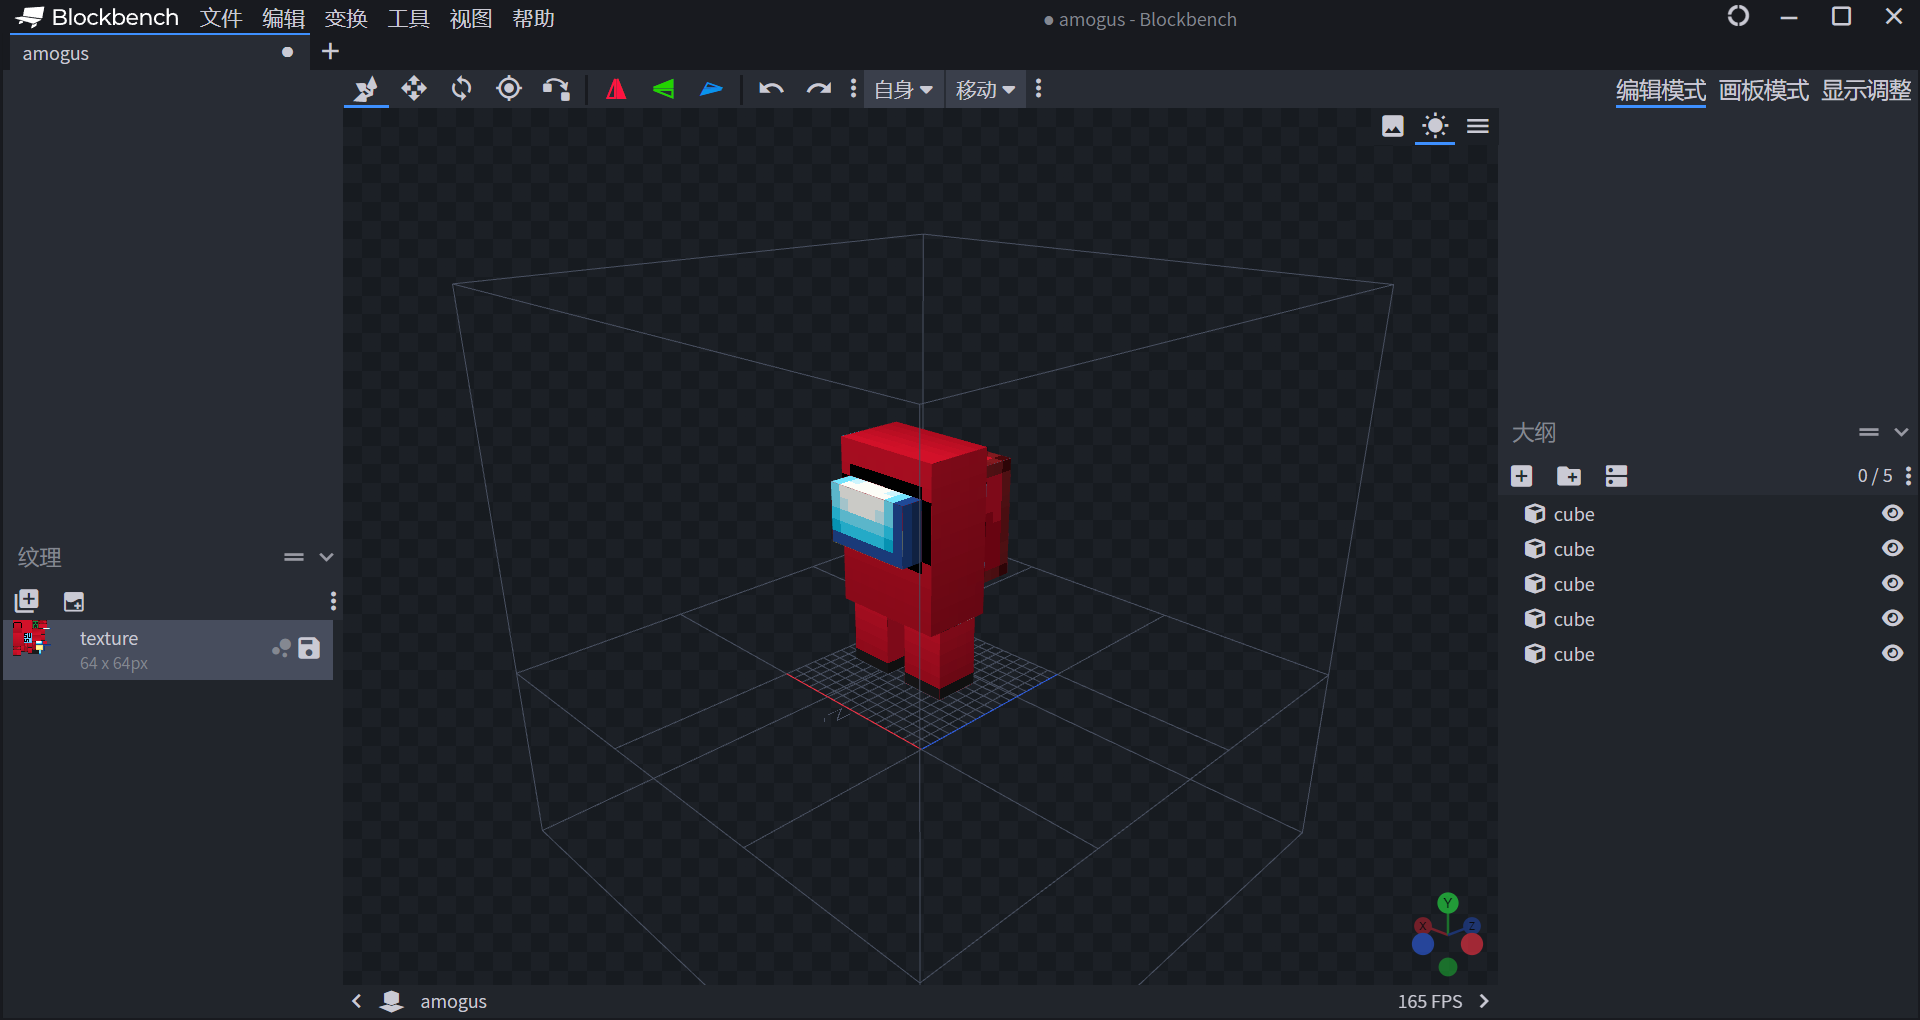 Blockbench 文件 编辑 变换 工具 视图 帮助
● amogus - Blockbench
amogus
自身 移动
编辑模式 画板模式 显示调整
大纲
0 / 5
cube
cube
cube
cube
cube
纹理
texture
64 x 64px
Y
X
Z
amogus
165 FPS